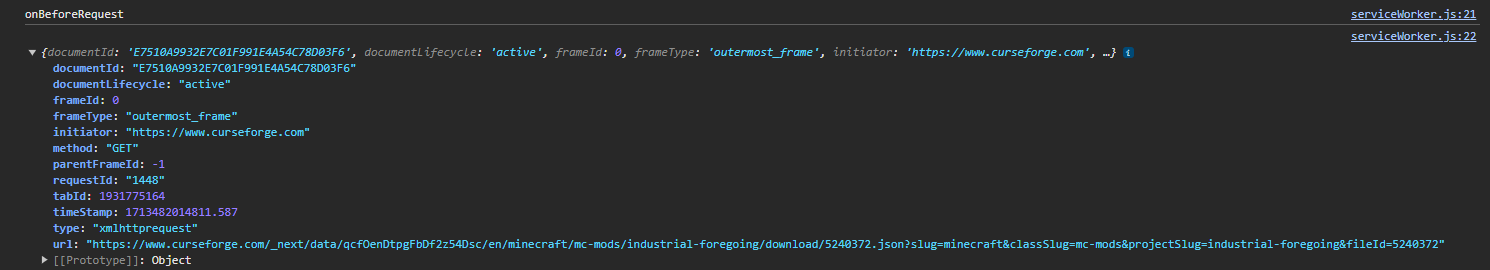 onBeforeRequest serviceWorker.js:21
serviceWorker.js:22
▼ {documentId: 'E7510A9932E7C01F991E4A54C78D03F6', documentLifecycle: 'active', frameId: 0, frameType: 'outermost_frame', initiator: 'https://www.curseforge.com', …} i
documentId: "E7510A9932E7C01F991E4A54C78D03F6"
documentLifecycle: "active"
frameId: 0
frameType: "outermost_frame"
initiator: "https://www.curseforge.com"
method: "GET"
parentFrameId: -1
requestId: "1448"
tabId: 1931775164
timeStamp: 1713482014811.587
type: "xmlhttprequest"
url: "https://www.curseforge.com/_next/data/qcfOenDtpgFbDf2z54Dsc/en/minecraft/mc-mods/industrial-foregoing/download/5240372.json?slug=minecraft&classSlug=mc-mods&projectSlug=industrial-foregoing&fileId=5240372"
▶ [[Prototype]]: Object